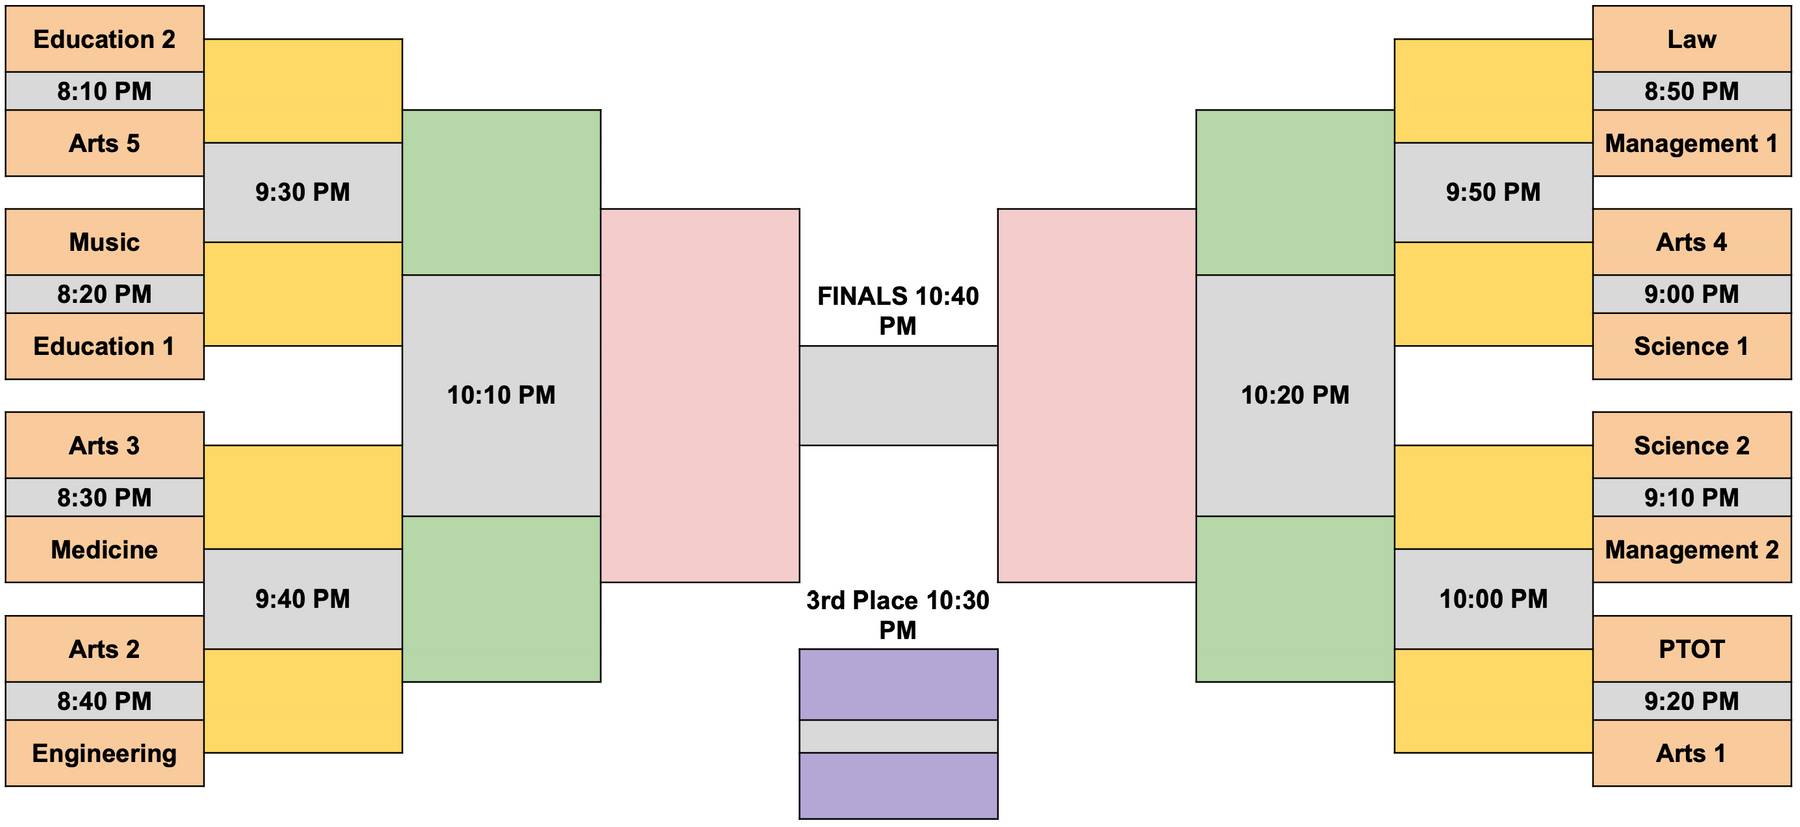 Education 2
8:10 PM
Arts 5
9:30 PM
Music
8:20 PM
Education 1
10:10 PM
Arts 3
8:30 PM
Medicine
9:40 PM
Arts 2
8:40 PM
Engineering
FINALS 10:40
PM
3rd Place 10:30
PM
Law
8:50 PM
Management 1
9:50 PM
Arts 4
9:00 PM
Science 1
10:20 PM
Science 2
9:10 PM
Management 2
10:00 PM
PTOT
9:20 PM
Arts 1